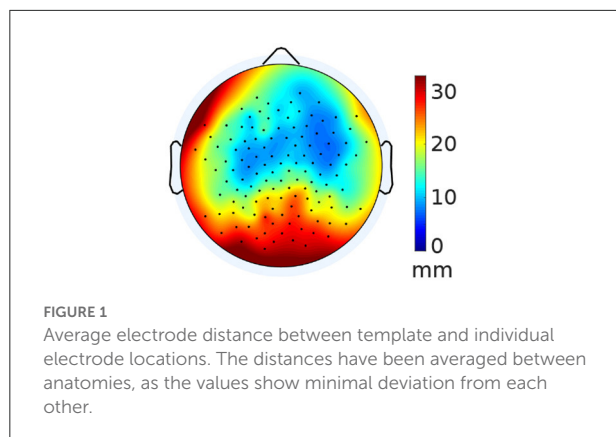 30
20
10
0
mm
FIGURE 1
Average electrode distance between template and individual
electrode locations. The distances have been averaged between
anatomies, as the values show minimal deviation from each
other.